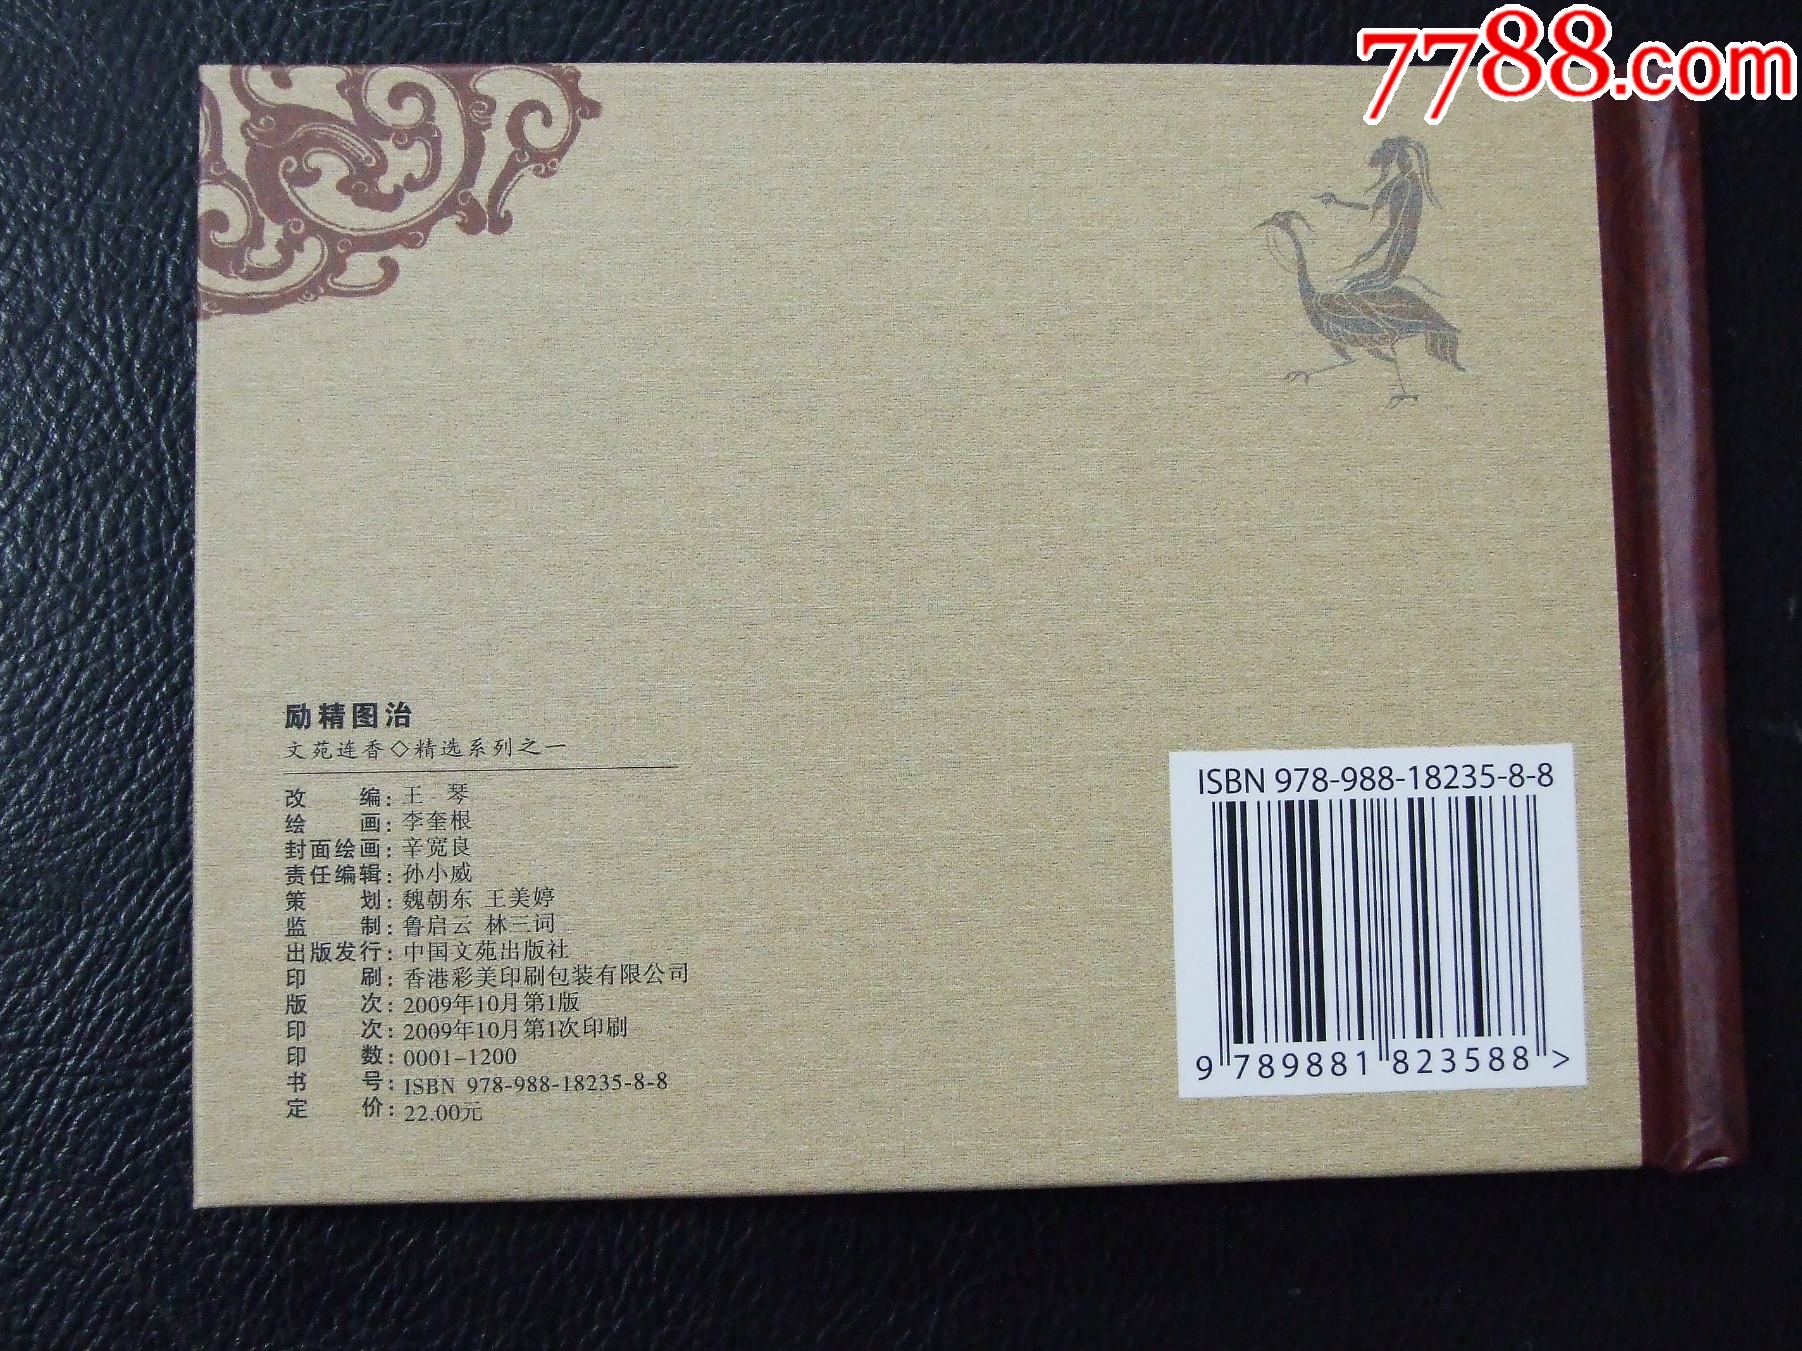 7788.com
励精图治
文苑连香◇精选系列之一
改 编：王 琴
绘 画：李奎根
封面绘画：辛宽良
责任编辑：孙小威
策 划：魏朝东 王美婷
监 制：鲁启云 林三词
出版发行：中国文苑出版社
印 刷：香港彩美印刷包装有限公司
版 次：2009年10月第1版
印 次：2009年10月第1次印刷
印 数：0001-1200
书 号：ISBN 978-988-18235-8-8
定 价：22.00元
ISBN 978-988-18235-8-8
9 789881 823588 >